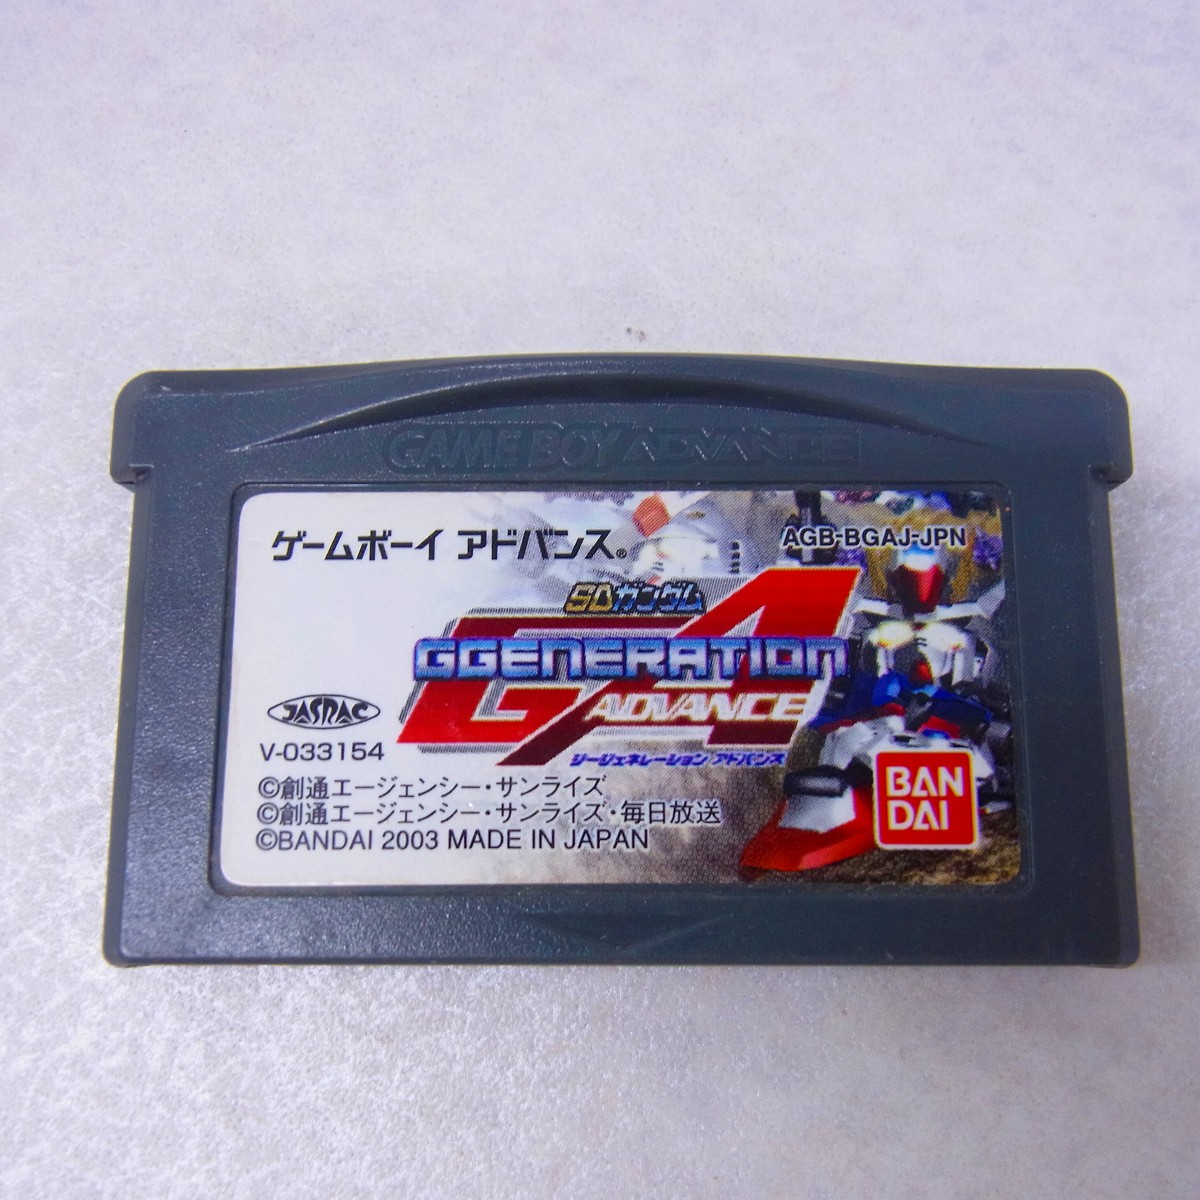 GAME BOY ADVANCE
ゲームボーイ アドバンス®
AGB-BGAJ-JPN
SDガンダム
GGENERATION
ADVANCE
ジージェネレーション アドバンス
JASRAC
V-033154
©創通エージェンシー・サンライズ
©創通エージェンシー・サンライズ・毎日放送
©BANDAI 2003 MADE IN JAPAN
BAN
DAI